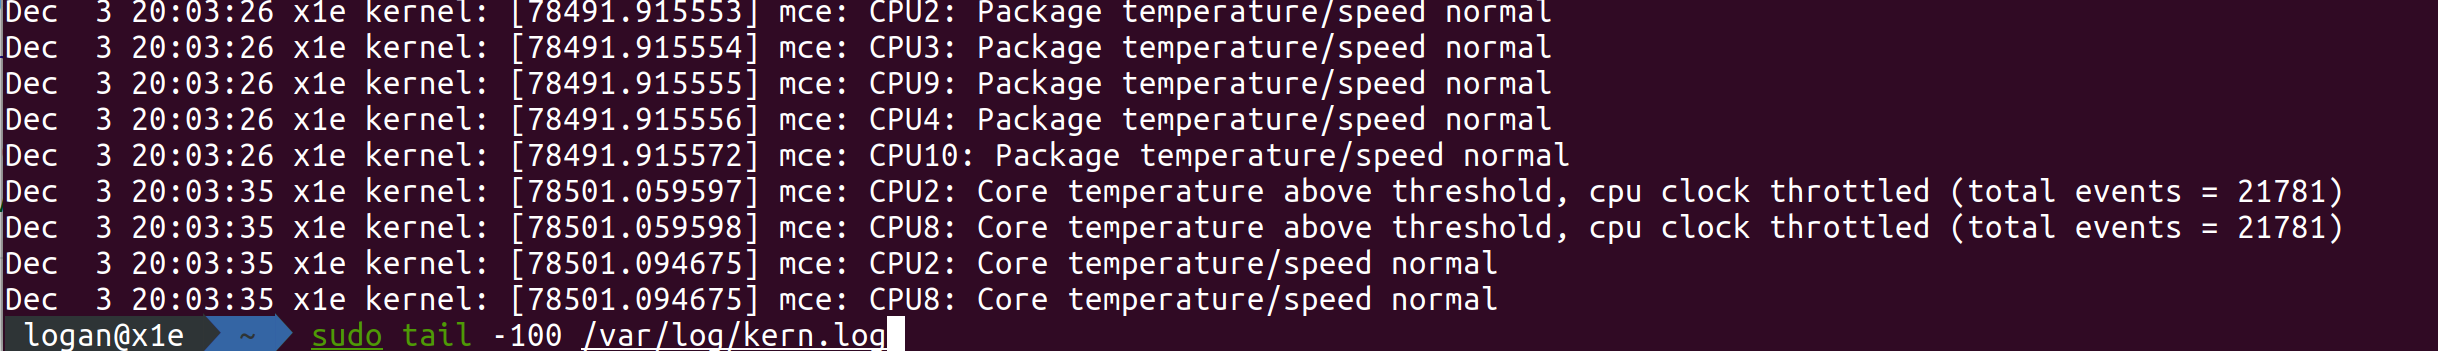 Dec  3 20:03:26 x1e kernel: [78491.915553] mce: CPU2: Package temperature/speed normal
Dec  3 20:03:26 x1e kernel: [78491.915554] mce: CPU3: Package temperature/speed normal
Dec  3 20:03:26 x1e kernel: [78491.915555] mce: CPU9: Package temperature/speed normal
Dec  3 20:03:26 x1e kernel: [78491.915556] mce: CPU4: Package temperature/speed normal
Dec  3 20:03:26 x1e kernel: [78491.915572] mce: CPU10: Package temperature/speed normal
Dec  3 20:03:35 x1e kernel: [78501.059597] mce: CPU2: Core temperature above threshold, cpu clock throttled (total events = 21781)
Dec  3 20:03:35 x1e kernel: [78501.059598] mce: CPU8: Core temperature above threshold, cpu clock throttled (total events = 21781)
Dec  3 20:03:35 x1e kernel: [78501.094675] mce: CPU2: Core temperature/speed normal
Dec  3 20:03:35 x1e kernel: [78501.094675] mce: CPU8: Core temperature/speed normal
logan@x1e ~ sudo tail -100 /var/log/kern.log